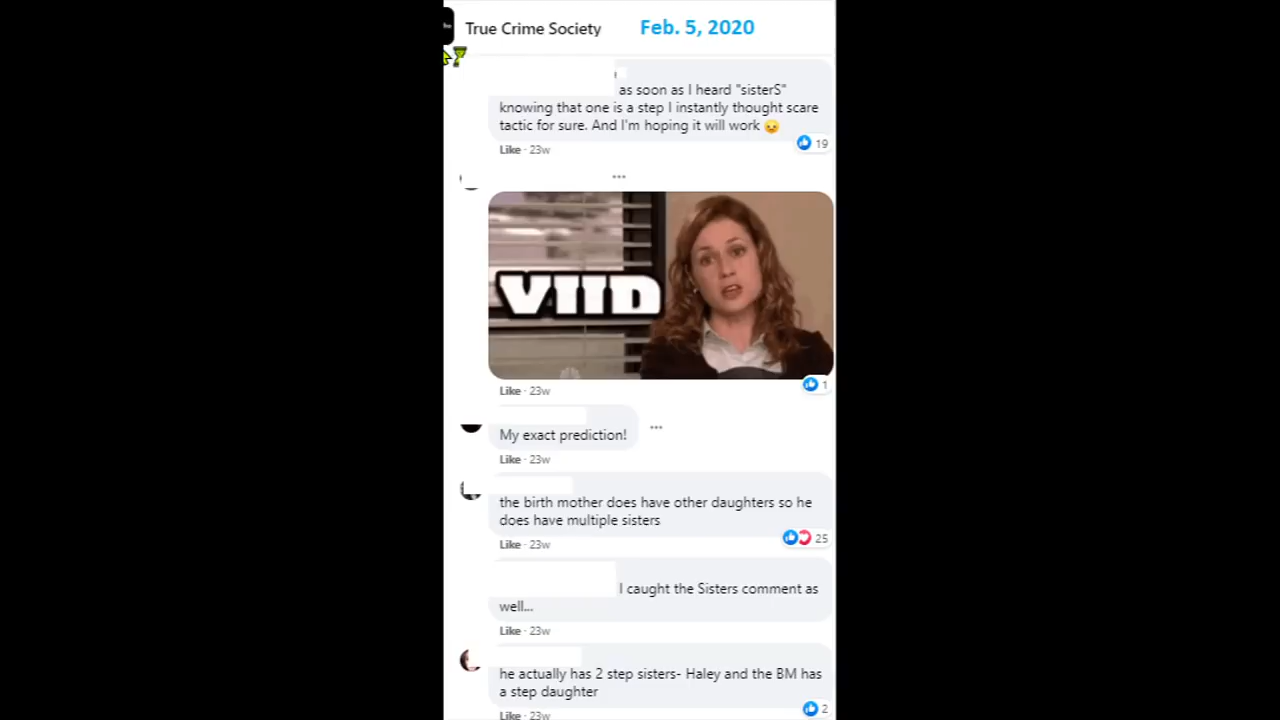 True Crime Society
Feb. 5, 2020
as soon as I heard "sisterS"
knowing that one is a step I instantly thought scare
tactic for sure. And I'm hoping it will work 😉
19
Like · 23w
...
VIID
1
Like · 23w
My exact prediction!
...
Like · 23w
the birth mother does have other daughters so he
does have multiple sisters
25
Like · 23w
I caught the Sisters comment as
well...
Like · 23w
he actually has 2 step sisters- Haley and the BM has
a step daughter
2
Like · 23w